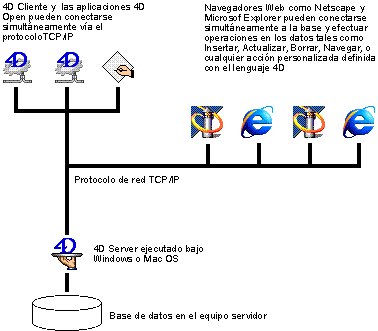 4D Cliente y las aplicaciones 4D
Open pueden conectarse
simultáneamente vía el
protocoloTCP/IP
Navegadores Web como Netscape y
Microsof Explorer pueden conectarse
simultáneamente a la base y efectuar
operaciones en los datos tales como
Insertar, Actualizar, Borrar, Navegar, o
cualquier acción personalizada definida
con el lenguaje 4D
4D
4D
Protocolo de red TCP/IP
4D
4D Server ejecutado bajo
Windows o Mac OS
Base de datos en el equipo servidor